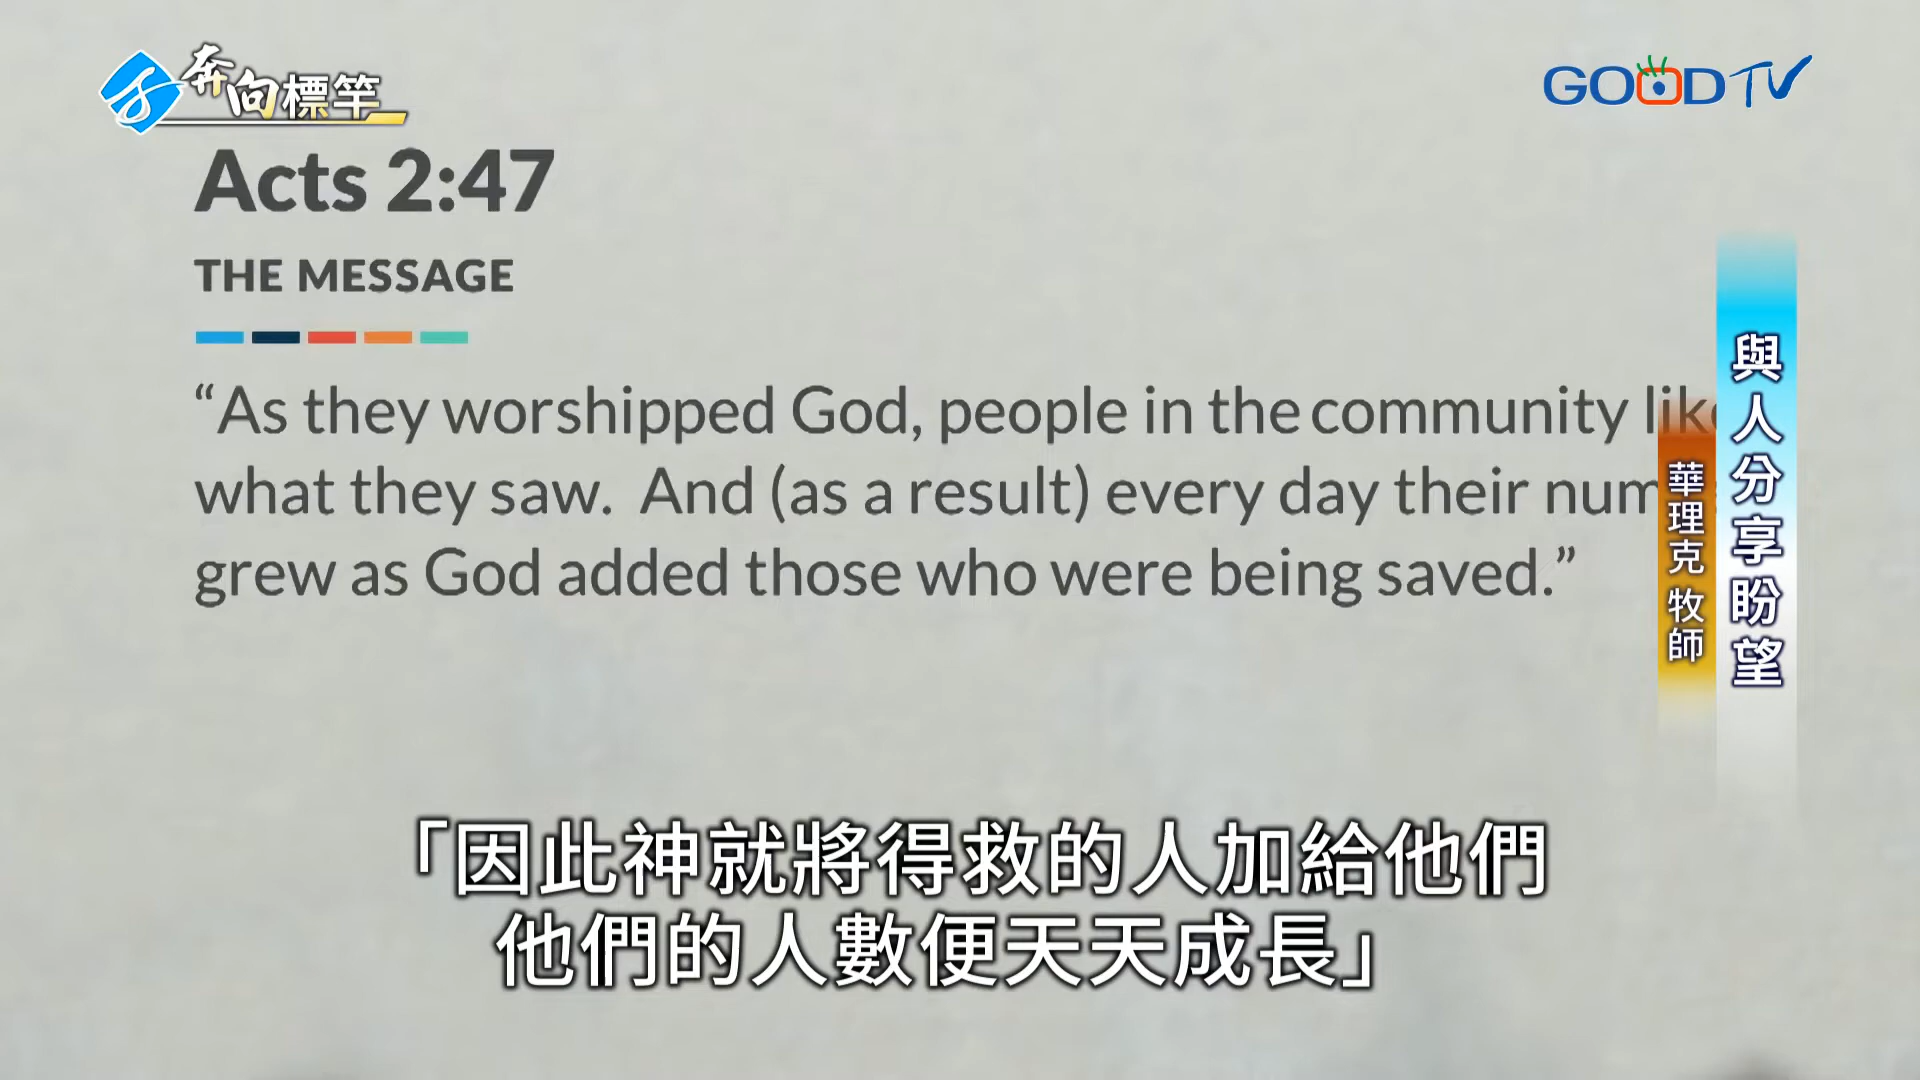 奔向標竿
GOOD TV
Acts 2:47
THE MESSAGE
“As they worshipped God, people in the community
what they saw. And (as a result) every day their
grew as God added those who were being saved.”
與人分享盼望
華理克 牧師
「因此神就將得救的人加給他們
他們的人數便天天成長」